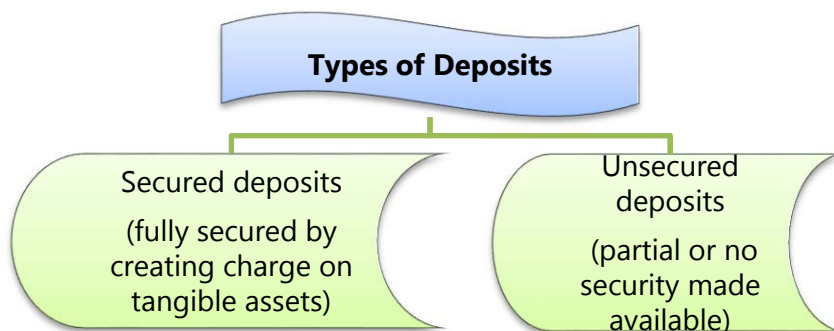 Types of Deposits
Secured deposits
(fully secured by
creating charge on
tangible assets)
Unsecured
deposits
(partial or no
security made
available)